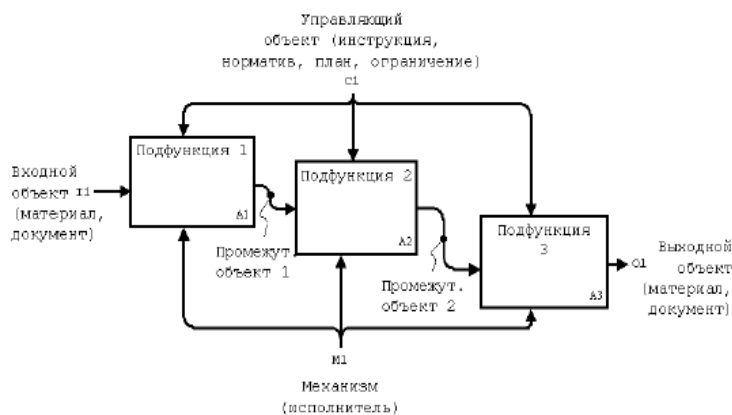 Управляющий
объект (инструкция,
норматив, план, ограничение)
C1
Подфункция 1
A1
Входной
объект I1
(материал,
документ)
Подфункция 2
A2
Промежут.
объект 1
Подфункция
3
A3
Промежут.
объект 2
O1
Выходной
объект
(материал,
документ)
M1
Механизм
(исполнитель)